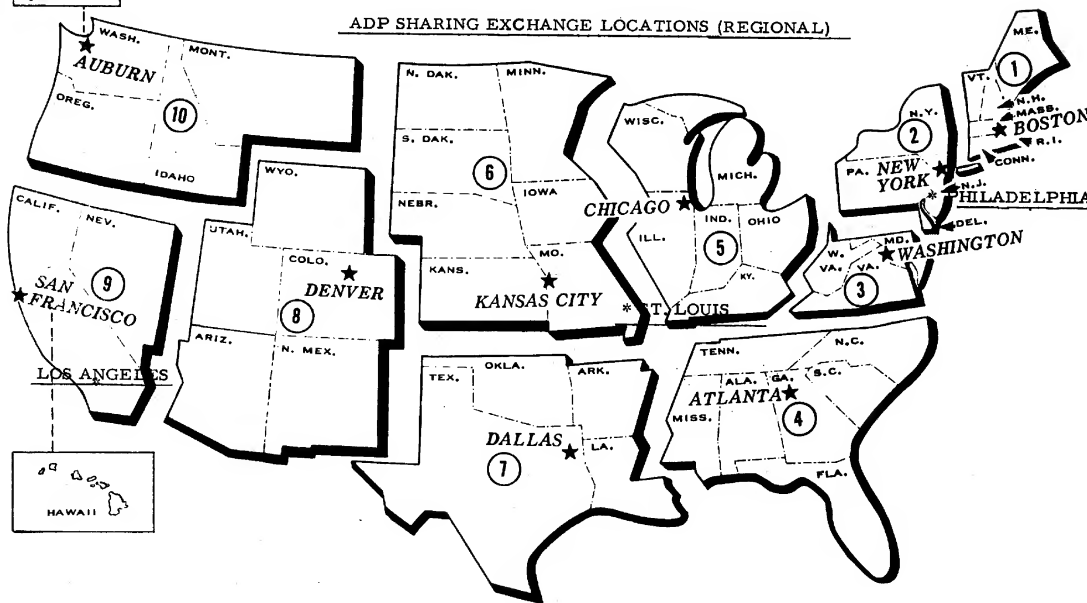 ADP SHARING EXCHANGE LOCATIONS (REGIONAL)
WASH.
MONT.
AUBURN
OREG.
10
IDAHO
N. DAK.
MINN.
S. DAK.
6
NEBR.
IOWA
KANS.
MO.
KANSAS CITY
* ST. LOUIS
WISC.
MICH.
CHICAGO
IND.
OHIO
ILL.
5
KY.
ME.
1
VT.
N.H.
MASS.
BOSTON
R.I.
CONN.
N.Y.
2
PA.
NEW
YORK
N.J.
* PHILADELPHIA
DEL.
MD.
WASHINGTON
W.
VA.
VA.
3
WYO.
UTAH.
COLO.
DENVER
8
ARIZ.
N. MEX.
CALIF.
NEV.
9
SAN
FRANCISCO
LOS ANGELES
*
HAWAII
OKLA.
TEX.
ARK.
DALLAS
LA.
7
TENN.
N.C.
ALA.
GA.
S.C.
ATLANTA
MISS.
4
FLA.